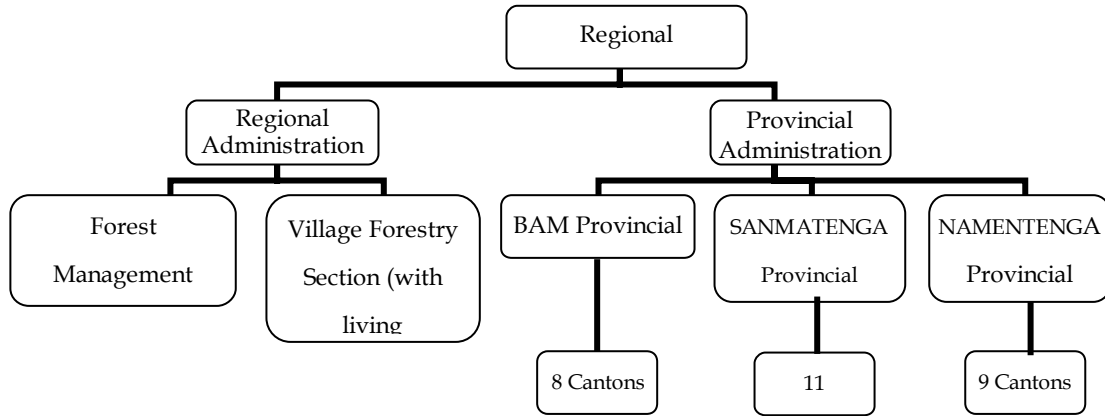 Regional
Regional
Administration
Provincial
Administration
Forest
Management
Village Forestry
Section (with
living
BAM Provincial
SANMATENGA
Provincial
NAMENTENGA
Provincial
8 Cantons
11
9 Cantons